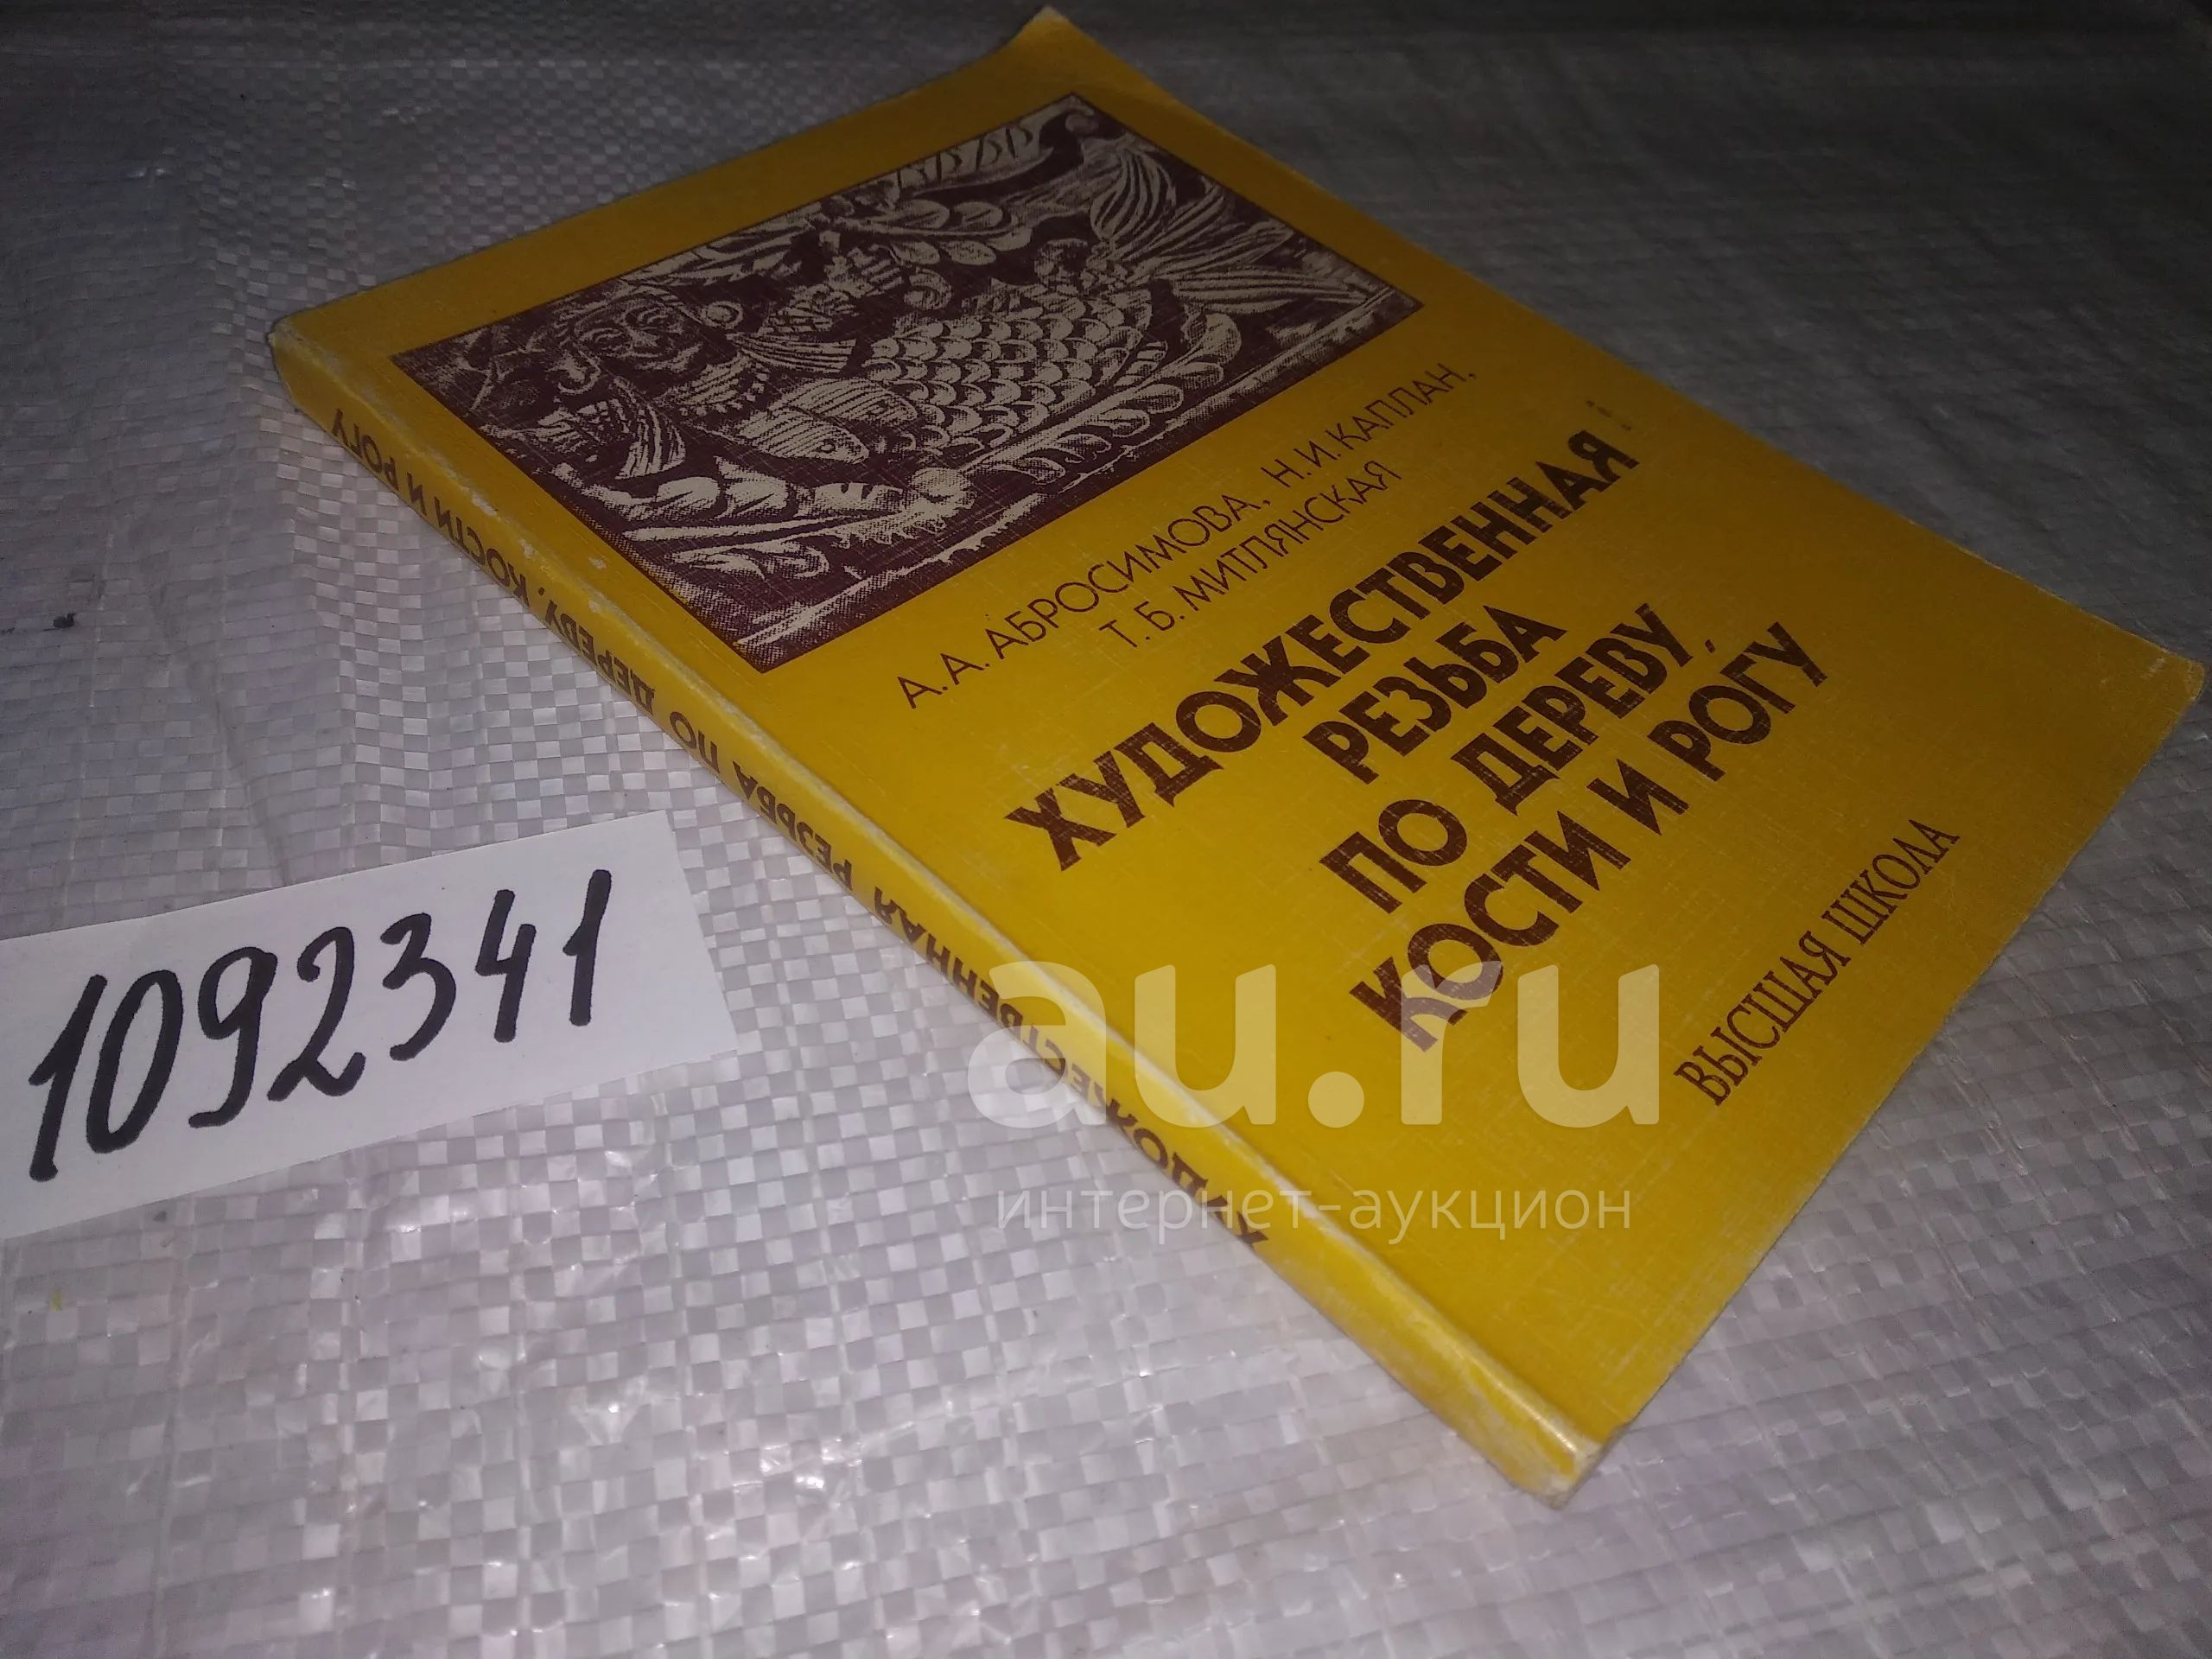 А. А. АБРОСИМОВА, Н. И. КАПЛАН,
Т. Б. МИТЛЯНСКАЯ
ХУДОЖЕСТВЕННАЯ
РЕЗЬБА
ПО ДЕРЕВУ,
КОСТИ И РОГУ
ВЫСШАЯ ШКОЛА
ХУДОЖЕСТВЕННАЯ РЕЗЬБА ПО ДЕРЕВУ, КОСТИ И РОГУ
1092341
au.ru
интернет-аукцион